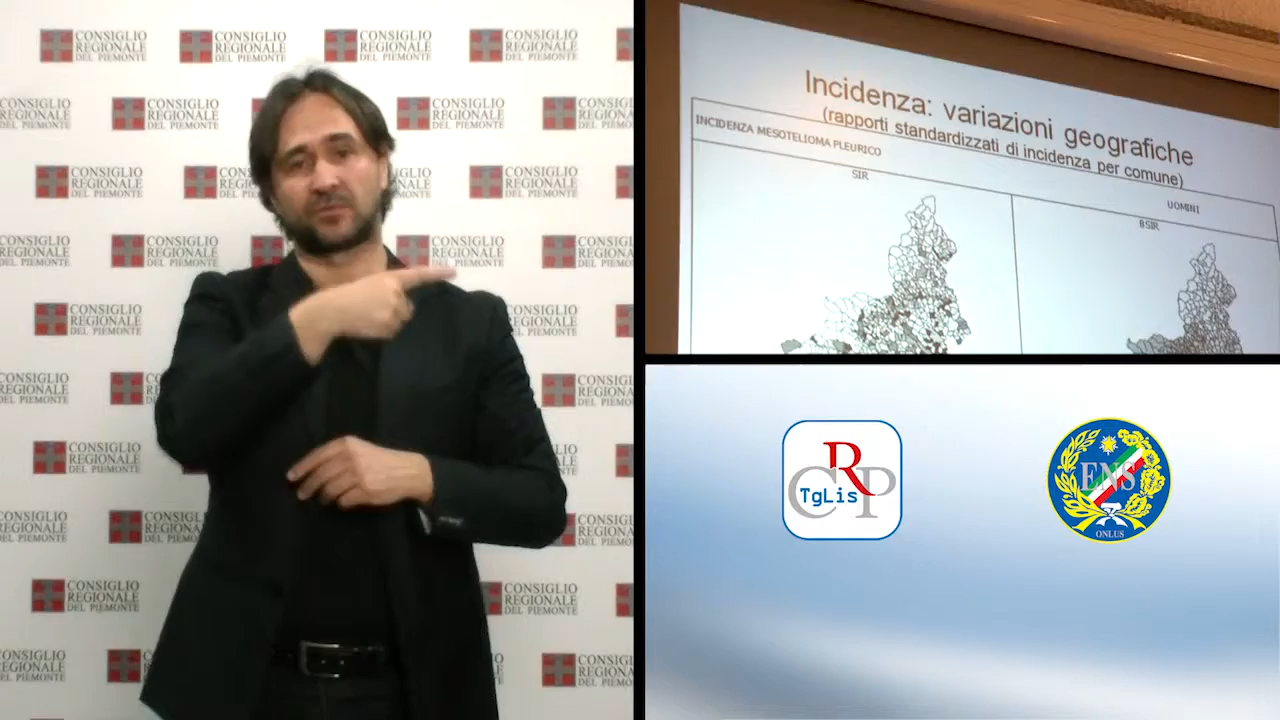 CONSIGLIO
REGIONALE
DEL PIEMONTE
Incidenza: variazioni geografiche
(rapporti standardizzati di incidenza per comune)
INCIDENZA MESOTELIOMA PLEURICO
UOMINI
SIR
BSIR
CRP
TgLis
ENS
ONLUS